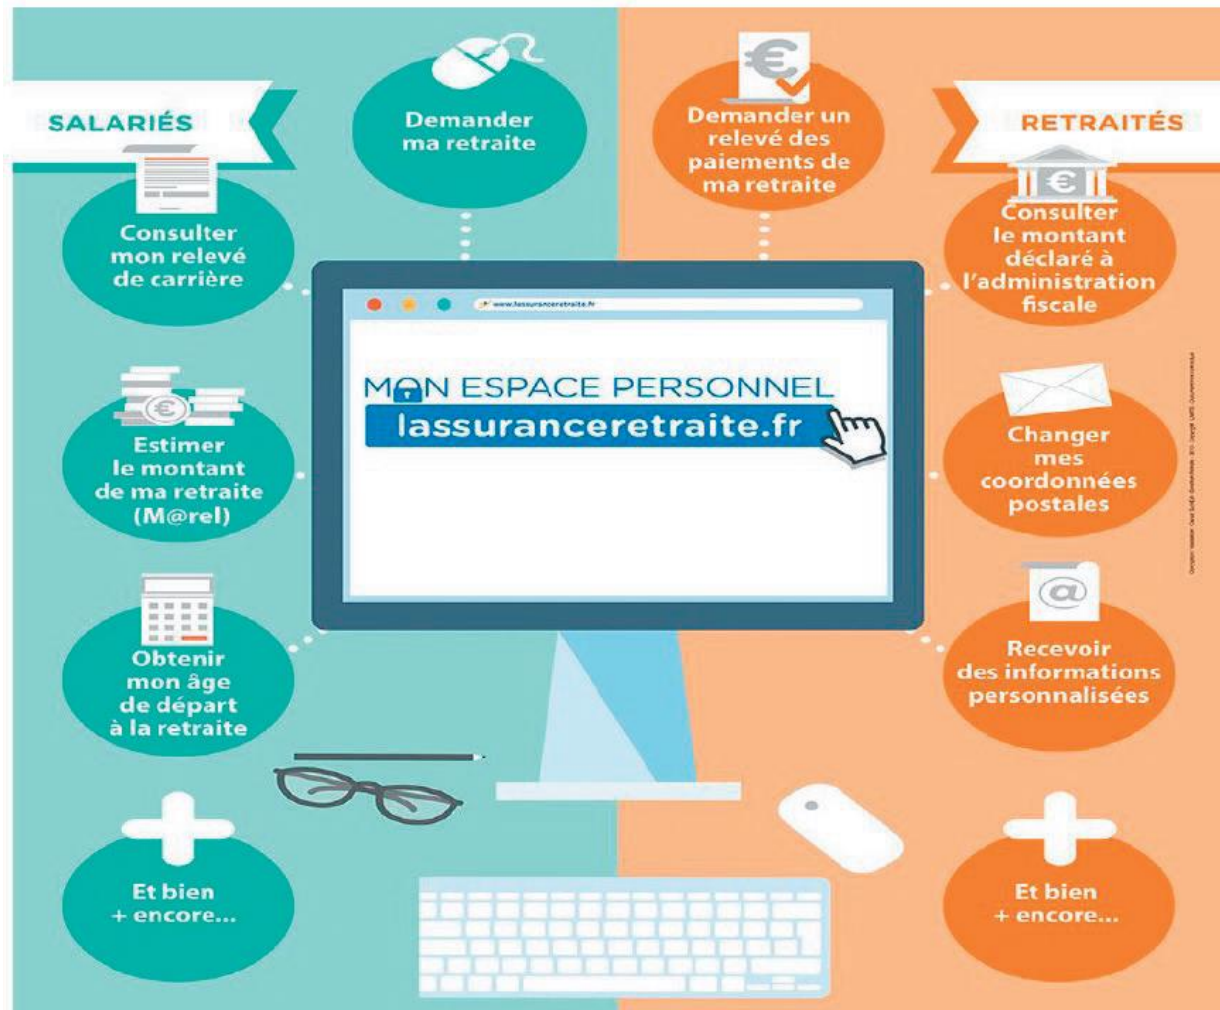 SALARIÉS
Demander
ma retraite
Consulter
mon relevé
de carrière
Estimer
le montant
de ma retraite
(M@rel)
Obtenir
mon âge
de départ
à la retraite
Et bien
+ encore...
www.lassuranceretraite.fr
MON ESPACE PERSONNEL
lassuranceretraite.fr
RETRAITÉS
Demander un
relevé des
paiements de
ma retraite
Consulter
le montant
déclaré à
l'administration
fiscale
Changer
mes
coordonnées
postales
@
Recevoir
des informations
personnalisées
Et bien
+ encore...